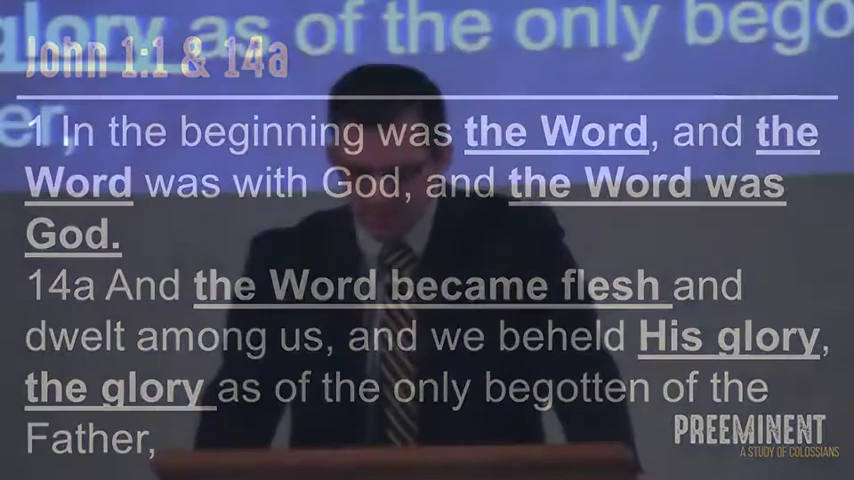 glory as of the only bego
er,
John 1:1 & 14a
1 In the beginning was the Word, and the
Word was with God, and the Word was
God.
14a And the Word became flesh and
dwelt among us, and we beheld His glory,
the glory as of the only begotten of the
Father,
PREEMINENT
A STUDY OF COLOSSIANS